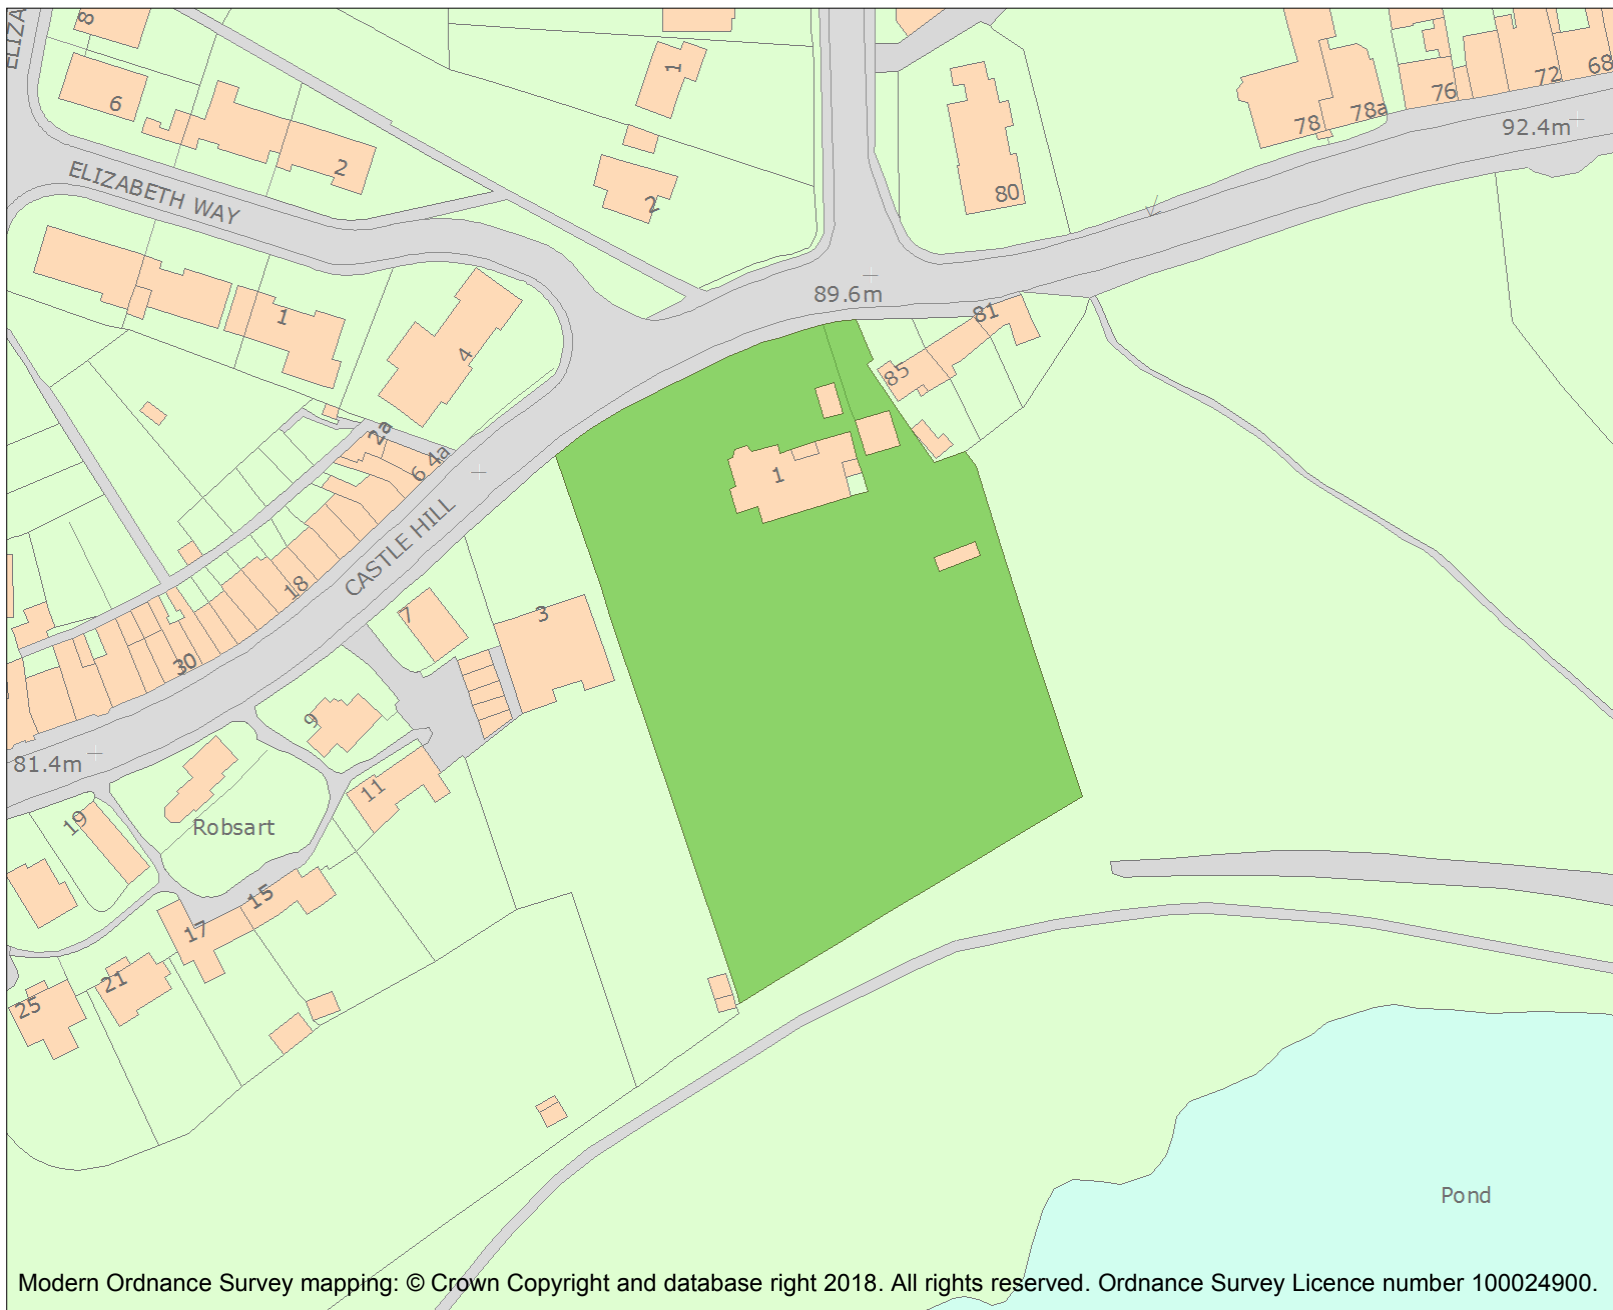 ELIZA
8
6
2
ELIZABETH WAY
1
2
1
4
80
78
78a
76
72
68
92.4m
89.6m
81
85
1
2a
6 4a
CASTLE HILL
18
30
7
3
9
11
81.4m
19
Robsart
15
17
21
25
1
Pond
Modern Ordnance Survey mapping: © Crown Copyright and database right 2018. All rights reserved. Ordnance Survey Licence number 100024900.